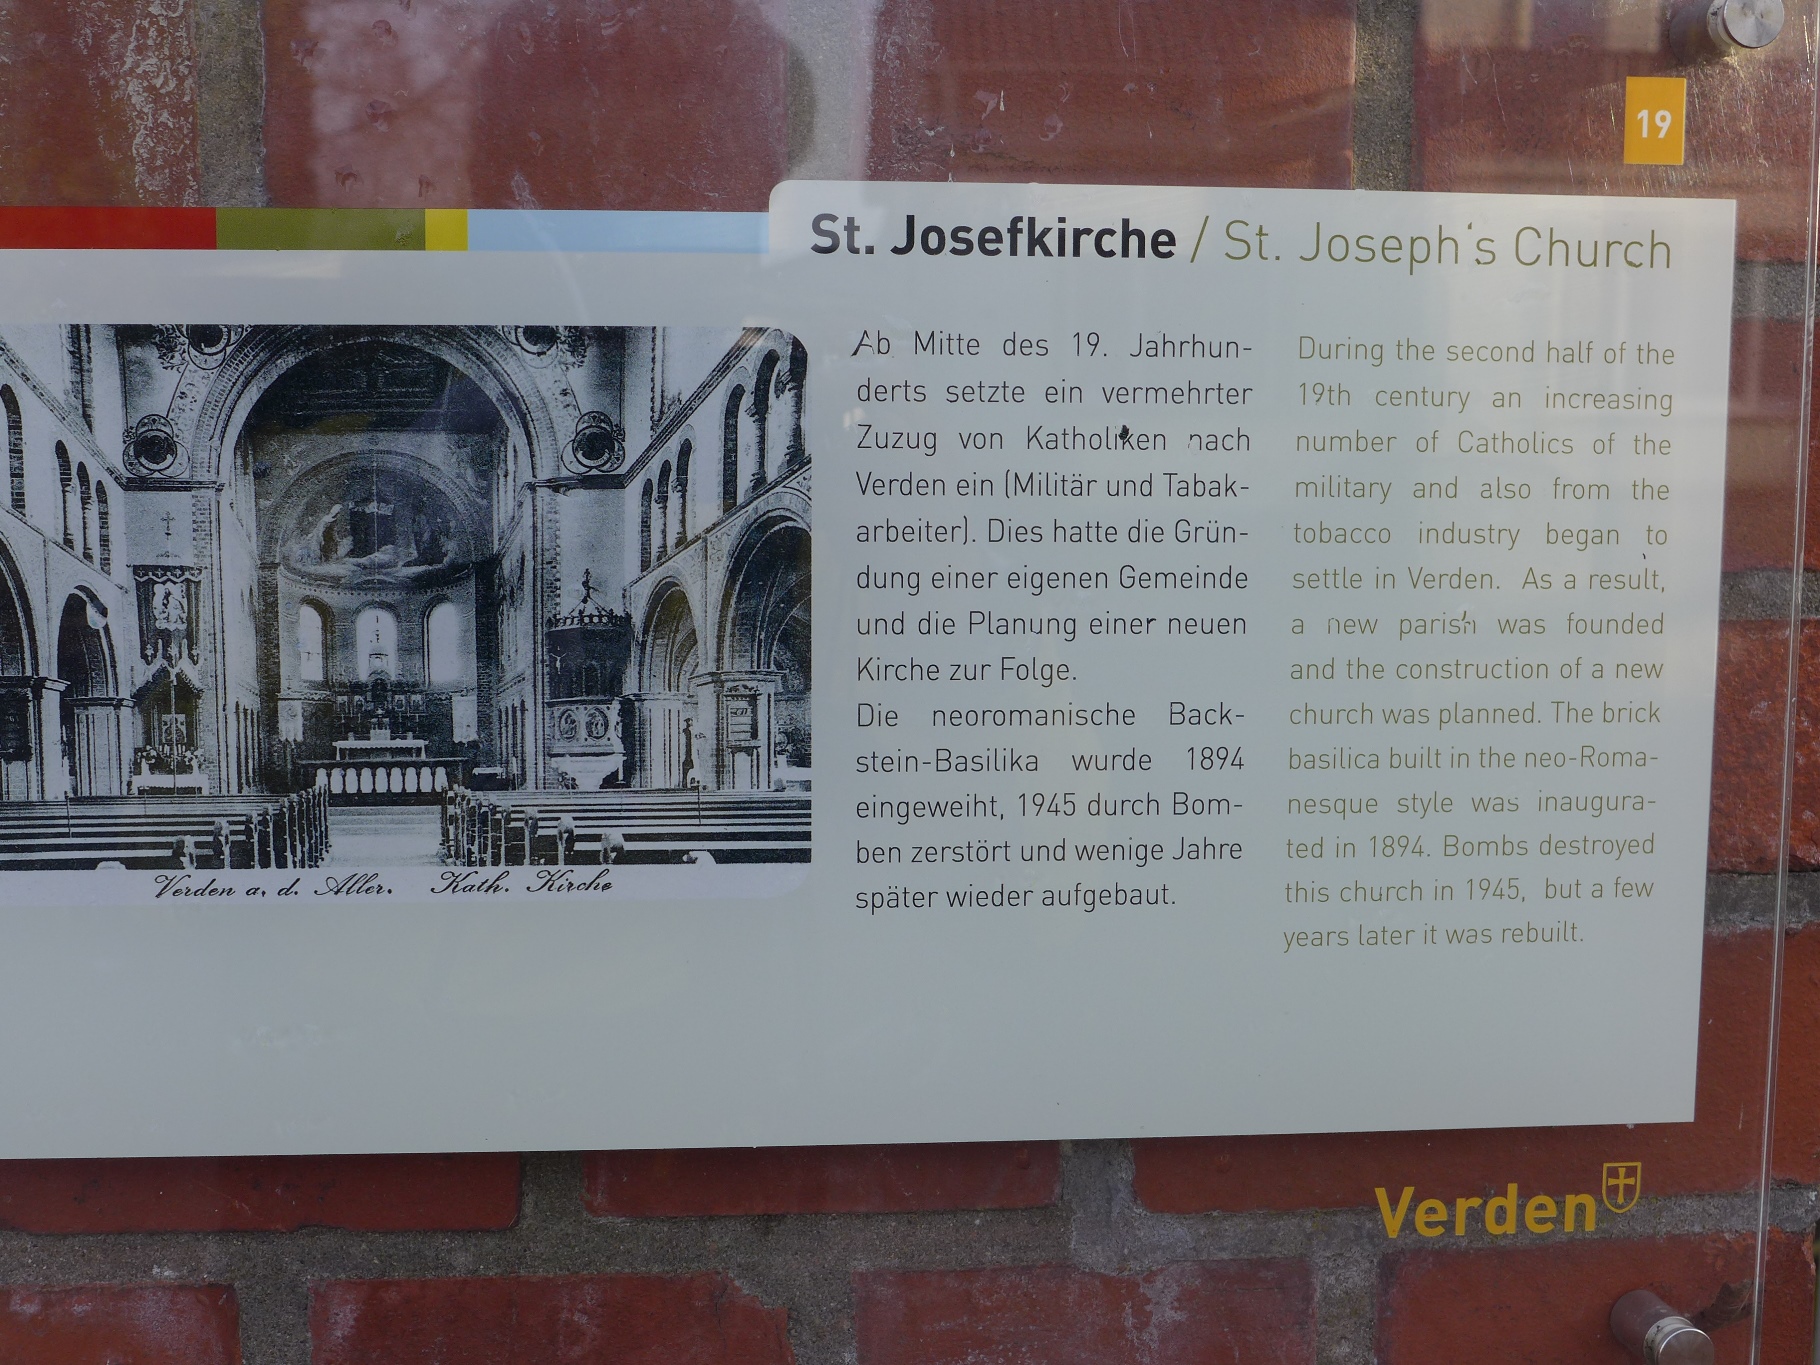 19
St. Josefkirche / St. Joseph's Church
Ab Mitte des 19. Jahrhun-
derts setzte ein vermehrter
Zuzug von Katholiken nach
Verden ein (Militär und Tabak-
arbeiter). Dies hatte die Grün-
dung einer eigenen Gemeinde
und die Planung einer neuen
Kirche zur Folge.
Die neoromanische Back-
stein-Basilika wurde 1894
eingeweiht, 1945 durch Bom-
ben zerstört und wenige Jahre
später wieder aufgebaut.
During the second half of the
19th century an increasing
number of Catholics of the
military and also from the
tobacco industry began to
settle in Verden. As a result,
a new parish was founded
and the construction of a new
church was planned. The brick
basilica built in the neo-Roma-
nesque style was inaugura-
ted in 1894. Bombs destroyed
this church in 1945, but a few
years later it was rebuilt.
Verden a. d. Aller. Kath. Kirche
Verden